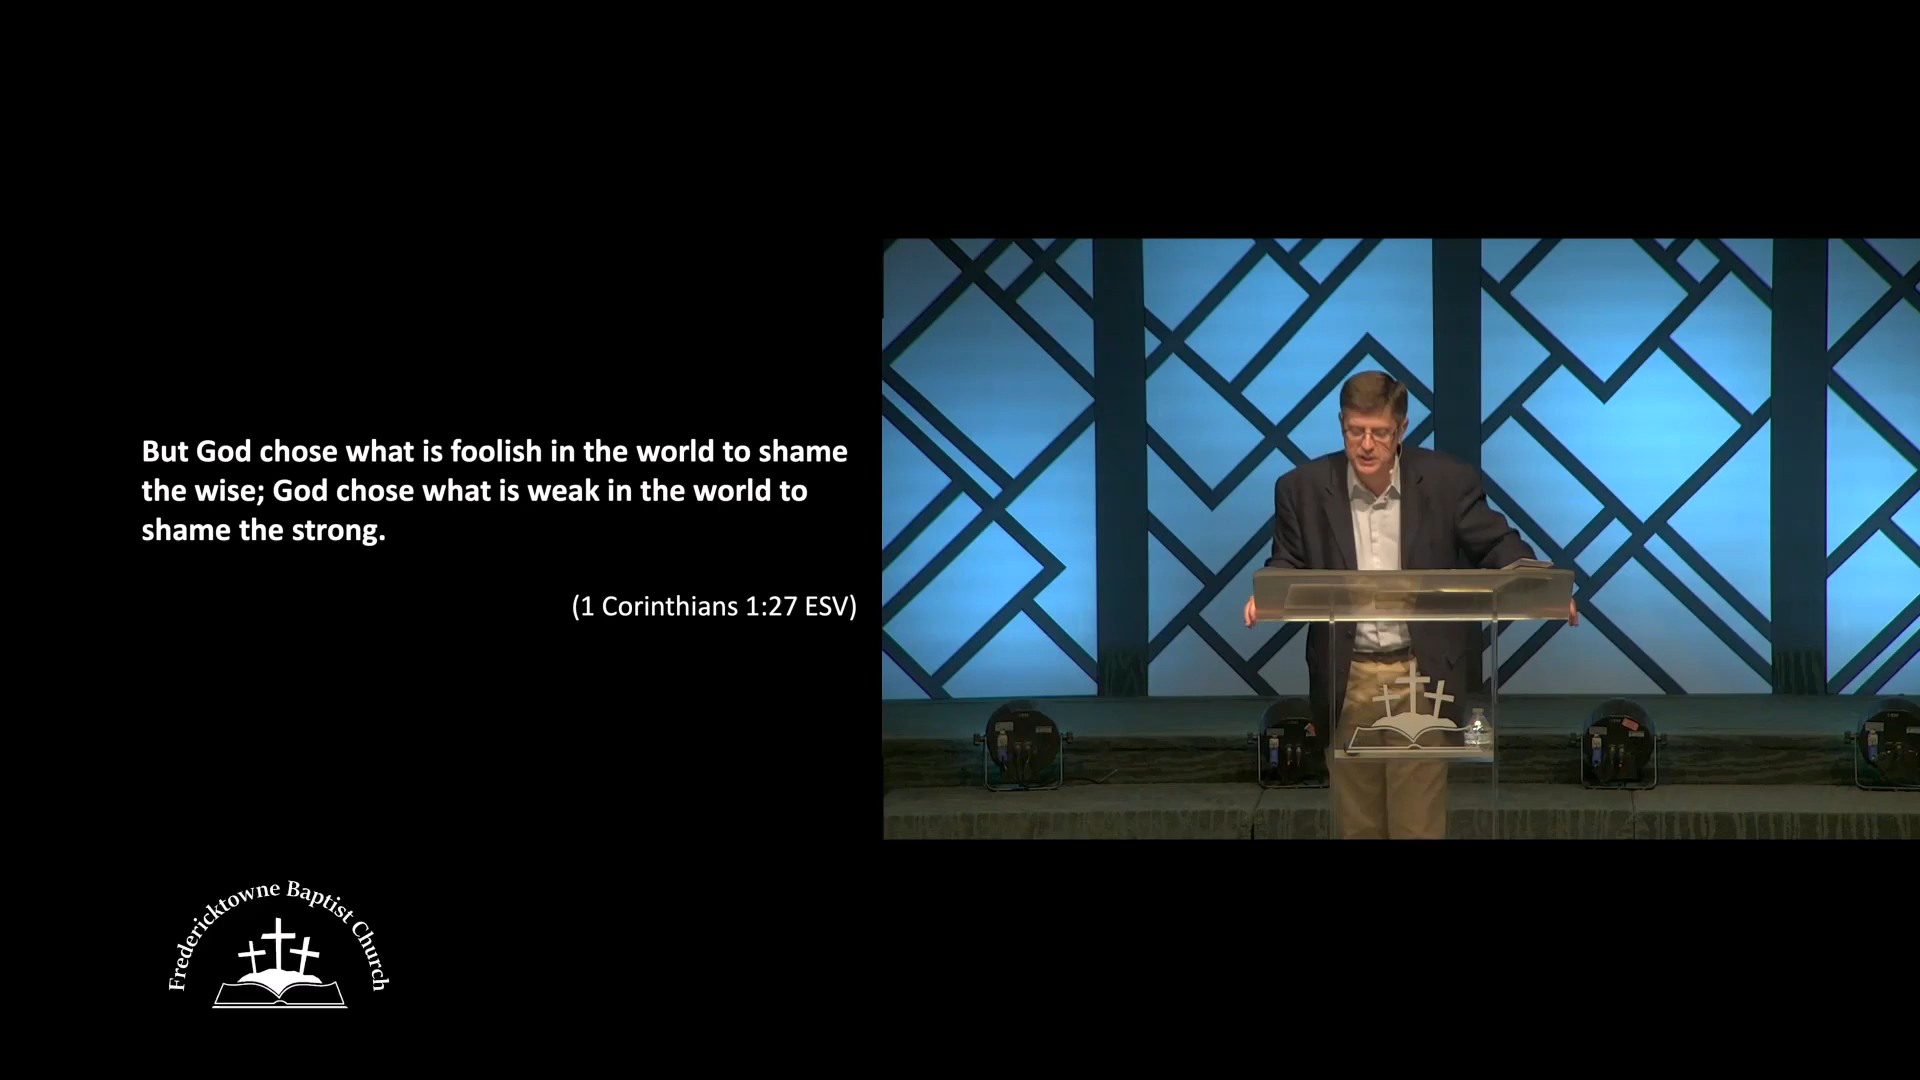 But God chose what is foolish in the world to shame
the wise; God chose what is weak in the world to
shame the strong.
(1 Corinthians 1:27 ESV)
Fredericktowne Baptist Church